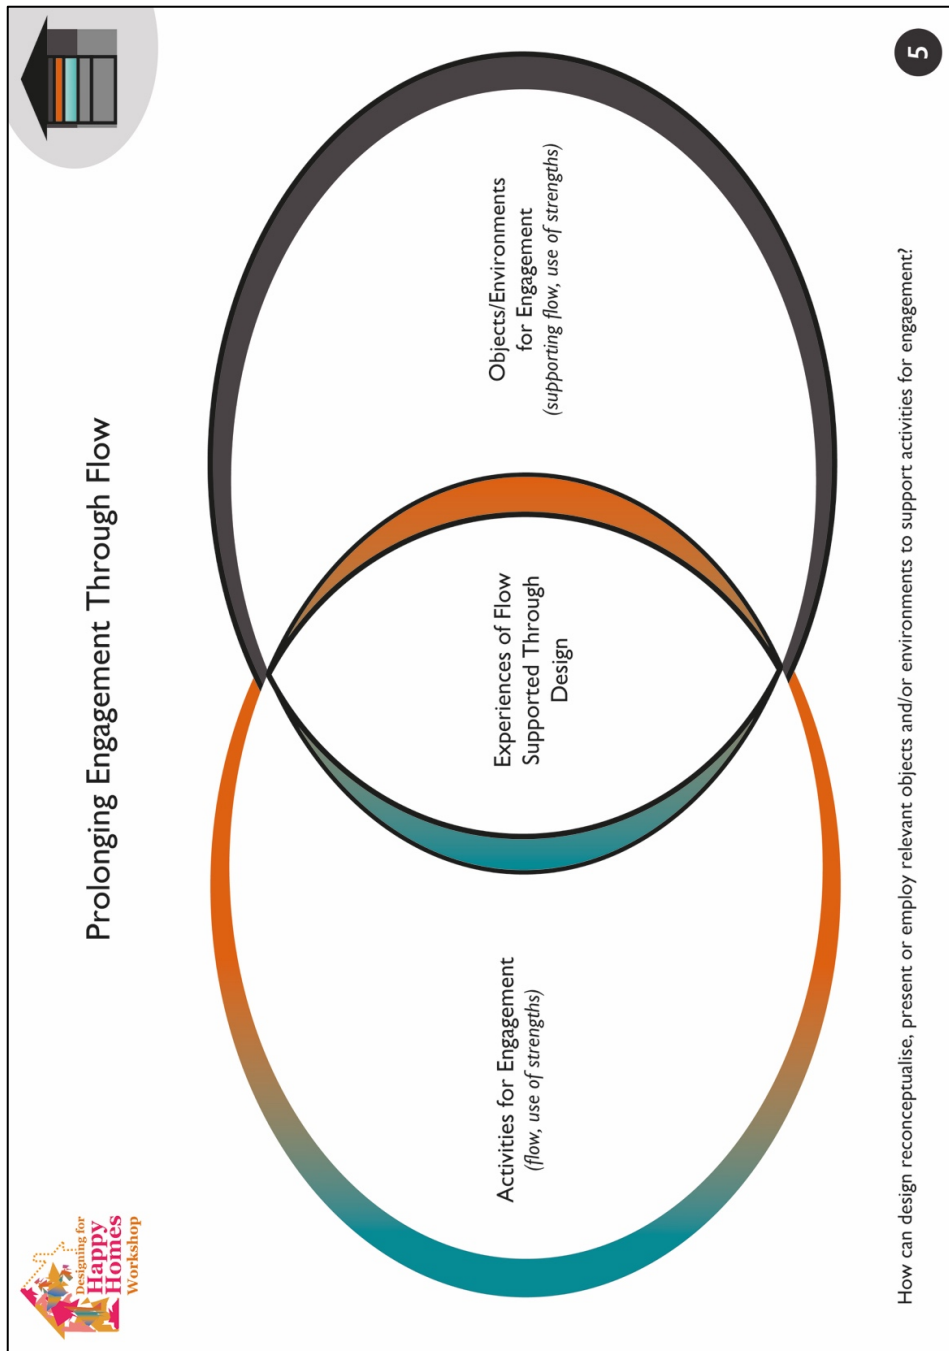 Designing for
Happy
Homes
Workshop
Prolonging Engagement Through Flow
Activities for Engagement
(flow, use of strengths)
Experiences of Flow
Supported Through
Design
Objects/Environments
for Engagement
(supporting flow, use of strengths)
How can design reconceptualise, present or employ relevant objects and/or environments to support activities for engagement?
5